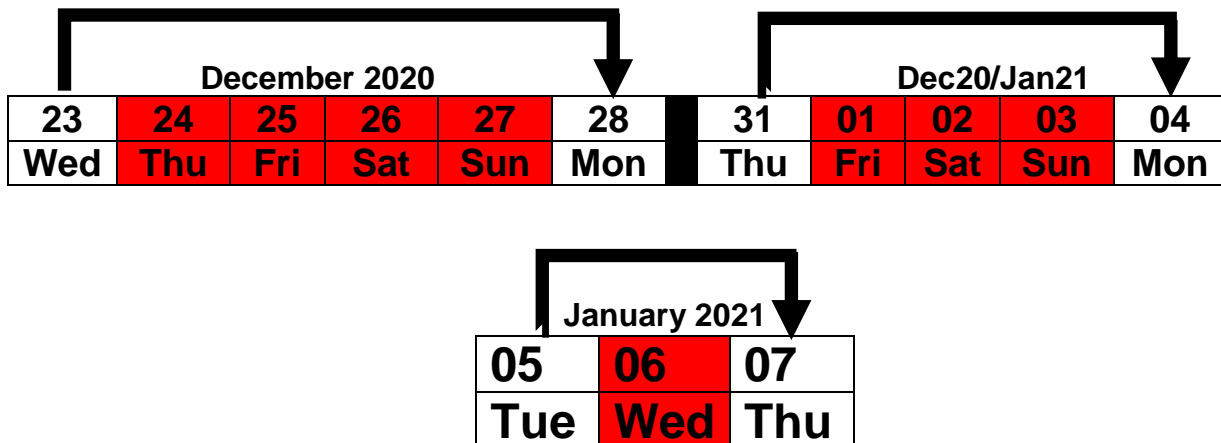 December 2020 Dec20/Jan21
23 24 25 26 27 28 31 01 02 03 04
Wed Thu Fri Sat Sun Mon Thu Fri Sat Sun Mon
January 2021
05 06 07
Tue Wed Thu